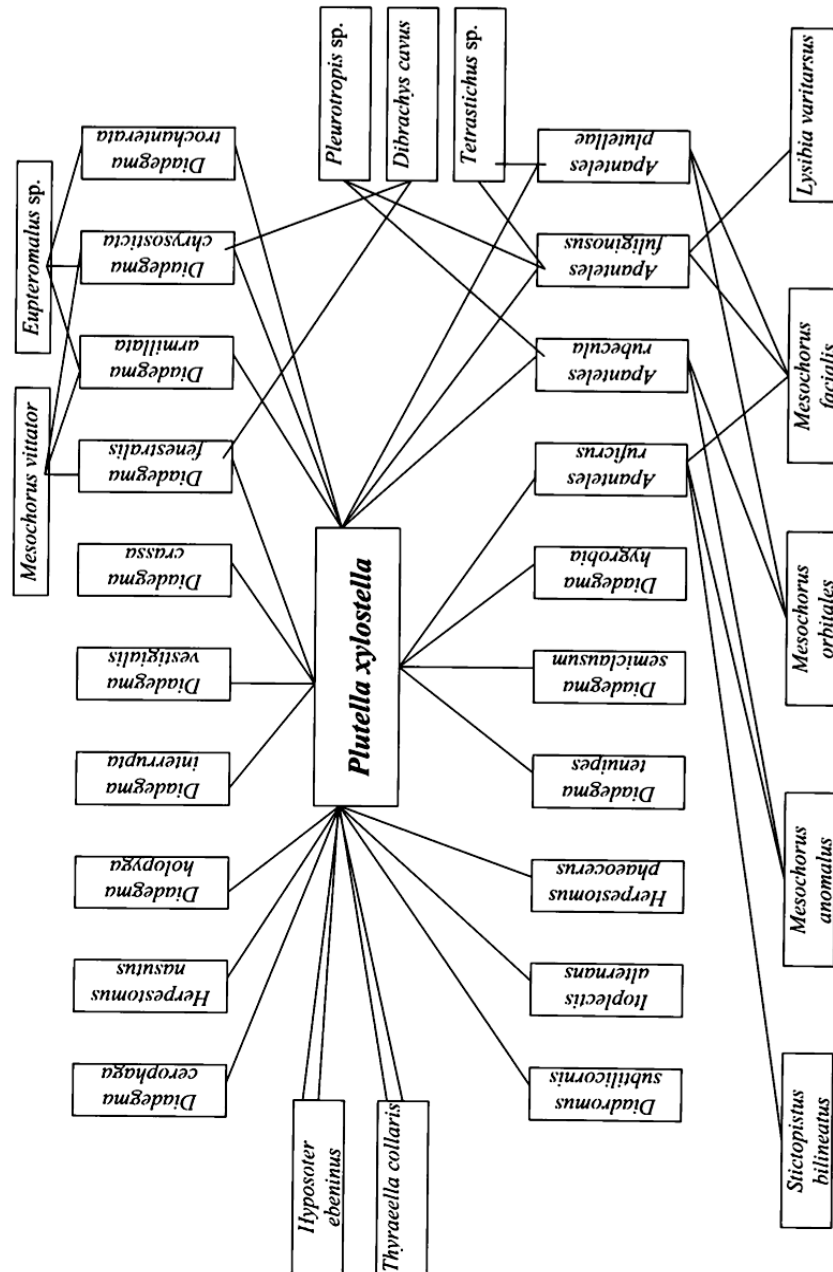 Eupteromalus sp.
Mesochorus vittator
Diadegma
trochanterata
Diadegma
chrysosticta
Diadegma
armillata
Diadegma
fenestralis
Diadegma
crassa
Diadegma
vestigialis
Diadegma
interrupta
Diadegma
holopyga
Herpestomus
nasutus
Diadegma
cerophaga
Pleurotropis sp.
Dibrachys cavus
Tetrastichus sp.
Plutella xylostella
Hyposoter
ebeninus
Thyraeella collaris
Apanteles
plutellae
Apanteles
fuliginosus
Apanteles
rubecula
Apanteles
ruficrus
Diadegma
hygrobia
Diadegma
semiclausum
Diadegma
tenuipes
Herpestomus
phaeocerus
Itoplectis
alternans
Diadromus
subtilicornis
Lysibia varitarsus
Mesochorus
facialis
Mesochorus
orbitales
Mesochorus
anomalus
Stictopistus
bilineatus